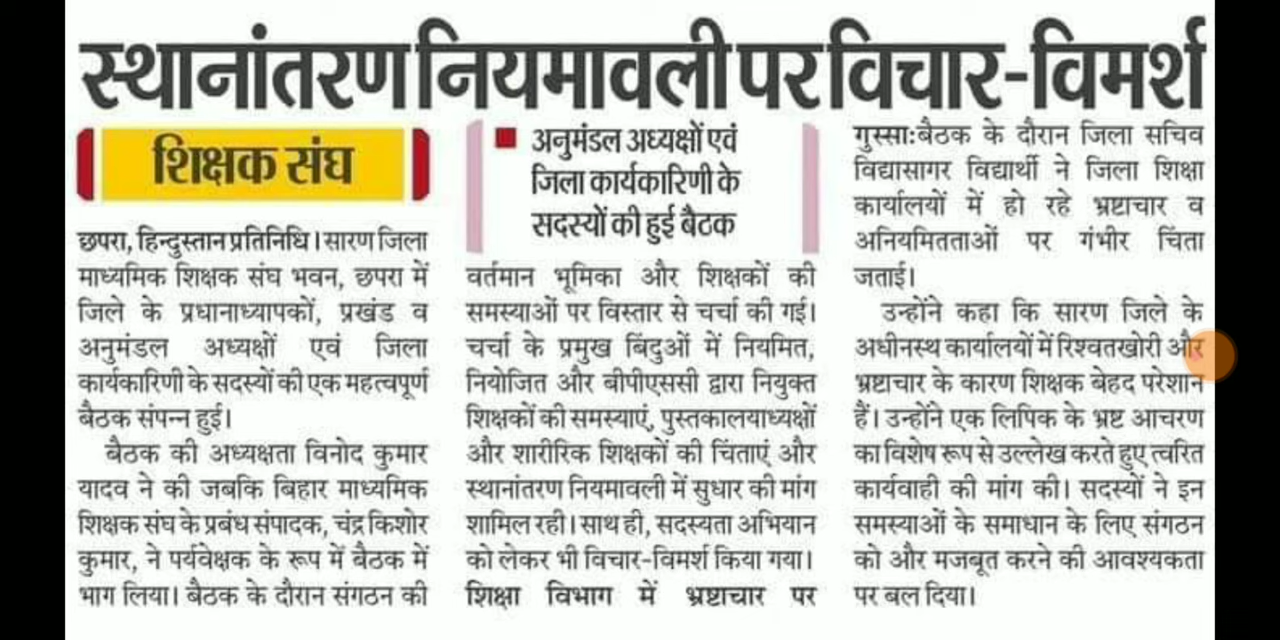 स्थानांतरण नियमावली पर विचार-विमर्श
शिक्षक संघ
छपरा, हिन्दुस्तान प्रतिनिधि। सारण जिला
माध्यमिक शिक्षक संघ भवन, छपरा में
जिले के प्रधानाध्यापकों, प्रखंड व
अनुमंडल अध्यक्षों एवं जिला
कार्यकारिणी के सदस्यों की एक महत्वपूर्ण
बैठक संपन्न हुई।
बैठक की अध्यक्षता विनोद कुमार
यादव ने की जबकि बिहार माध्यमिक
शिक्षक संघ के प्रबंध संपादक, चंद्र किशोर
कुमार, ने पर्यवेक्षक के रूप में बैठक में
भाग लिया। बैठक के दौरान संगठन की
अनुमंडल अध्यक्षों एवं
जिला कार्यकारिणी के
सदस्यों की हुई बैठक
वर्तमान भूमिका और शिक्षकों की
समस्याओं पर विस्तार से चर्चा की गई।
चर्चा के प्रमुख बिंदुओं में नियमित,
नियोजित और बीपीएससी द्वारा नियुक्त
शिक्षकों की समस्याएं, पुस्तकालयाध्यक्षों
और शारीरिक शिक्षकों की चिंताएं और
स्थानांतरण नियमावली में सुधार की मांग
शामिल रही। साथ ही, सदस्यता अभियान
को लेकर भी विचार-विमर्श किया गया।
शिक्षा विभाग में भ्रष्टाचार पर
गुस्सा:बैठक के दौरान जिला सचिव
विद्यासागर विद्यार्थी ने जिला शिक्षा
कार्यालयों में हो रहे भ्रष्टाचार व
अनियमितताओं पर गंभीर चिंता
जताई।
उन्होंने कहा कि सारण जिले के
अधीनस्थ कार्यालयों में रिश्वतखोरी और
भ्रष्टाचार के कारण शिक्षक बेहद परेशान
हैं। उन्होंने एक लिपिक के भ्रष्ट आचरण
का विशेष रूप से उल्लेख करते हुए त्वरित
कार्यवाही की मांग की। सदस्यों ने इन
समस्याओं के समाधान के लिए संगठन
को और मजबूत करने की आवश्यकता
पर बल दिया।